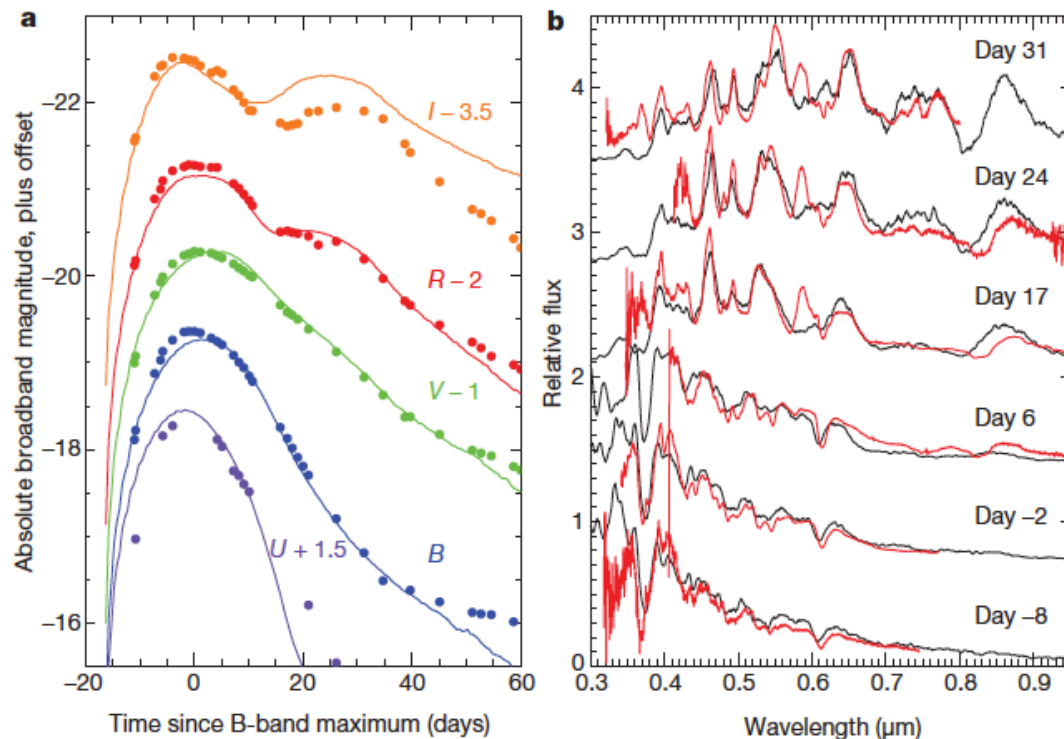 a
Absolute broadband magnitude, plus offset
−22
−20
−18
−16
I − 3.5
R − 2
V − 1
U + 1.5
B
−20
0
20
40
60
Time since B-band maximum (days)
b
Relative flux
4
3
2
1
0
Day 31
Day 24
Day 17
Day 6
Day −2
Day −8
0.3
0.4
0.5
0.6
0.7
0.8
0.9
Wavelength (µm)